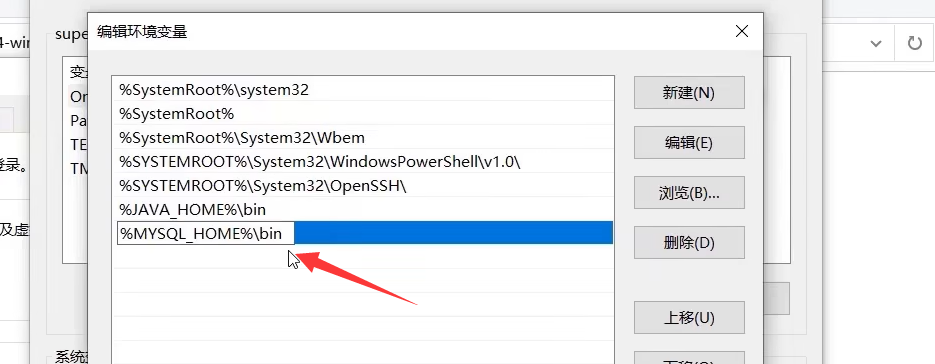 编辑环境变量
4-win
supe
变
%SystemRoot%\system32
新建(N)
Or
%SystemRoot%
Pa
%SystemRoot%\System32\Wbem
编辑(E)
TE
%SYSTEMROOT%\System32\WindowsPowerShell\v1.0\
登录。
TM
%SYSTEMROOT%\System32\OpenSSH\
浏览(B)...
%JAVA_HOME%\bin
及虚
%MYSQL_HOME%\bin
删除(D)
上移(U)
系统